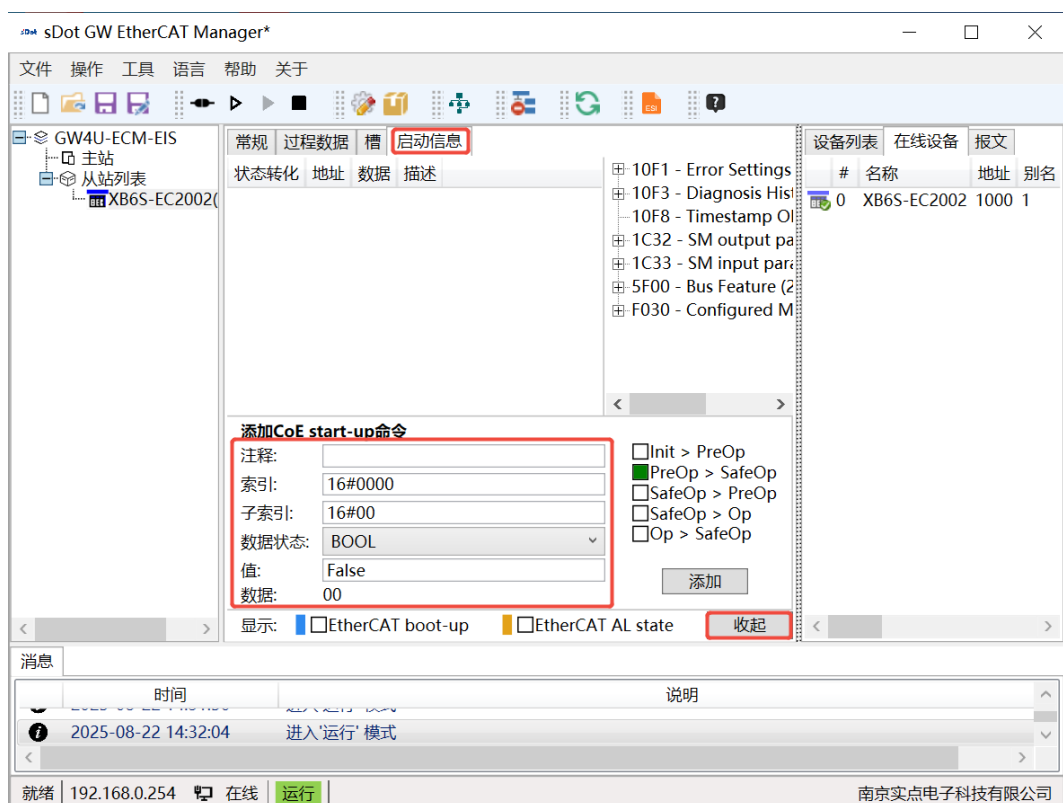 sDot sDot GW EtherCAT Manager*
文件 操作 工具 语言 帮助 关于
ESI
GW4U-ECM-EIS
主站
从站列表
XB6S-EC2002(
常规 过程数据 槽 启动信息
状态转化 地址 数据 描述
10F1 - Error Settings
10F3 - Diagnosis Hist
10F8 - Timestamp O
1C32 - SM output pa
1C33 - SM input para
5F00 - Bus Feature (2
F030 - Configured M
添加CoE start-up命令
注释:
索引: 16#0000
子索引: 16#00
数据状态: BOOL
值: False
数据: 00
Init > PreOp
PreOp > SafeOp
SafeOp > PreOp
SafeOp > Op
Op > SafeOp
添加
显示: EtherCAT boot-up EtherCAT AL state 收起
设备列表 在线设备 报文
# 名称 地址 别名
0 XB6S-EC2002 1000 1
消息
时间 说明
2025-08-22 14:32:04 进入'运行' 模式
就绪 192.168.0.254 在线 运行 南京实点电子科技有限公司